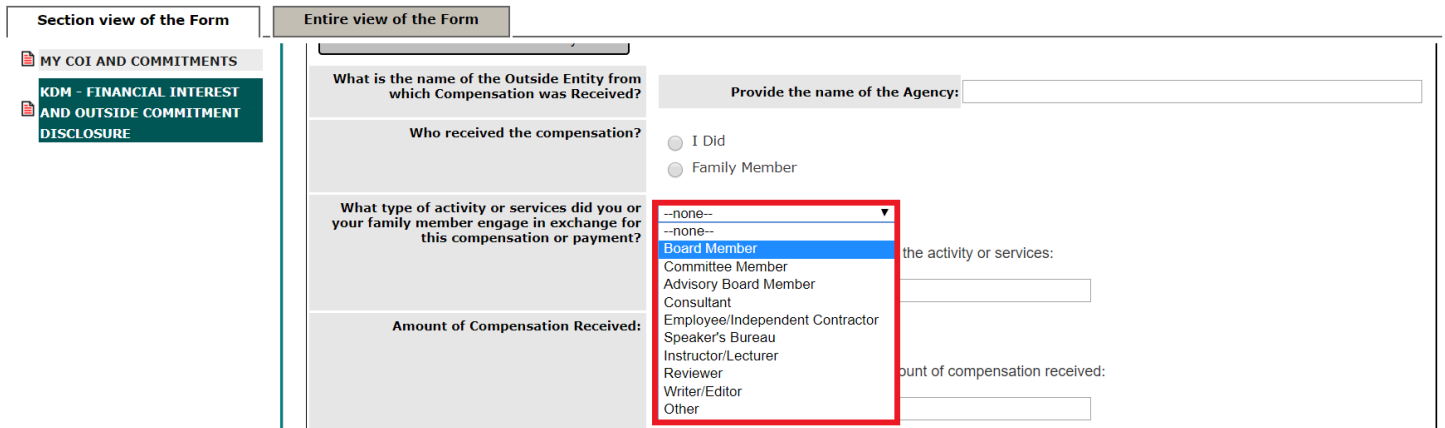 Section view of the Form
Entire view of the Form
MY COI AND COMMITMENTS
KDM - FINANCIAL INTEREST
AND OUTSIDE COMMITMENT
DISCLOSURE
What is the name of the Outside Entity from
which Compensation was Received?
Provide the name of the Agency:
Who received the compensation?
I Did
Family Member
What type of activity or services did you or
your family member engage in exchange for
this compensation or payment?
--none--
--none--
Board Member
the activity or services:
Committee Member
Advisory Board Member
Consultant
Employee/Independent Contractor
Amount of Compensation Received:
Speaker's Bureau
Instructor/Lecturer
Reviewer
compensation received:
Writer/Editor
Other